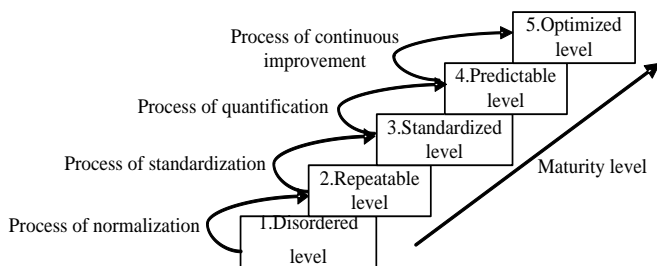 5.Optimized
level
Process of continuous
improvement
4.Predictable
level
Process of quantification
3.Standardized
level
Process of standardization
Maturity level
2.Repeatable
level
Process of normalization
1.Disordered
level